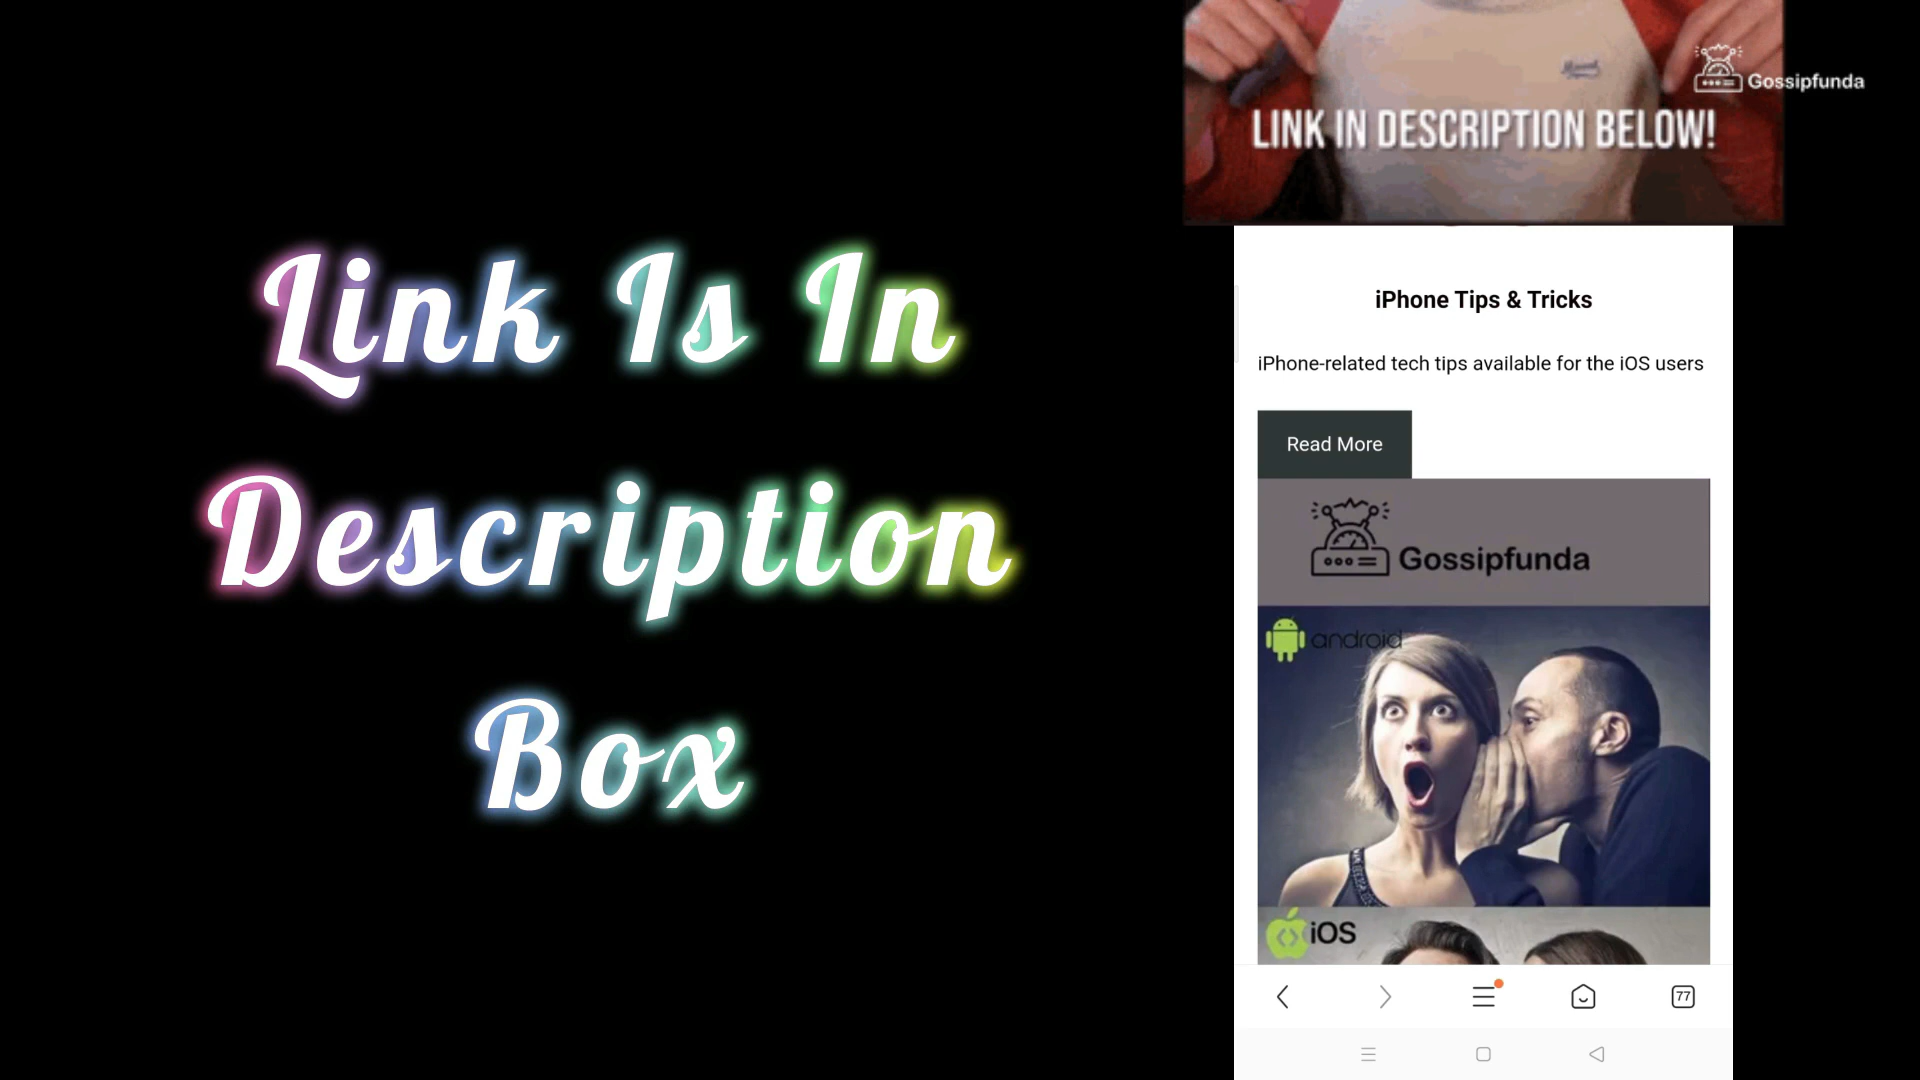 Link Is In
Description
Box
Gossipfunda
LINK IN DESCRIPTION BELOW!
iPhone Tips & Tricks
iPhone-related tech tips available for the iOS users
Read More
Gossipfunda
android
iOS
77